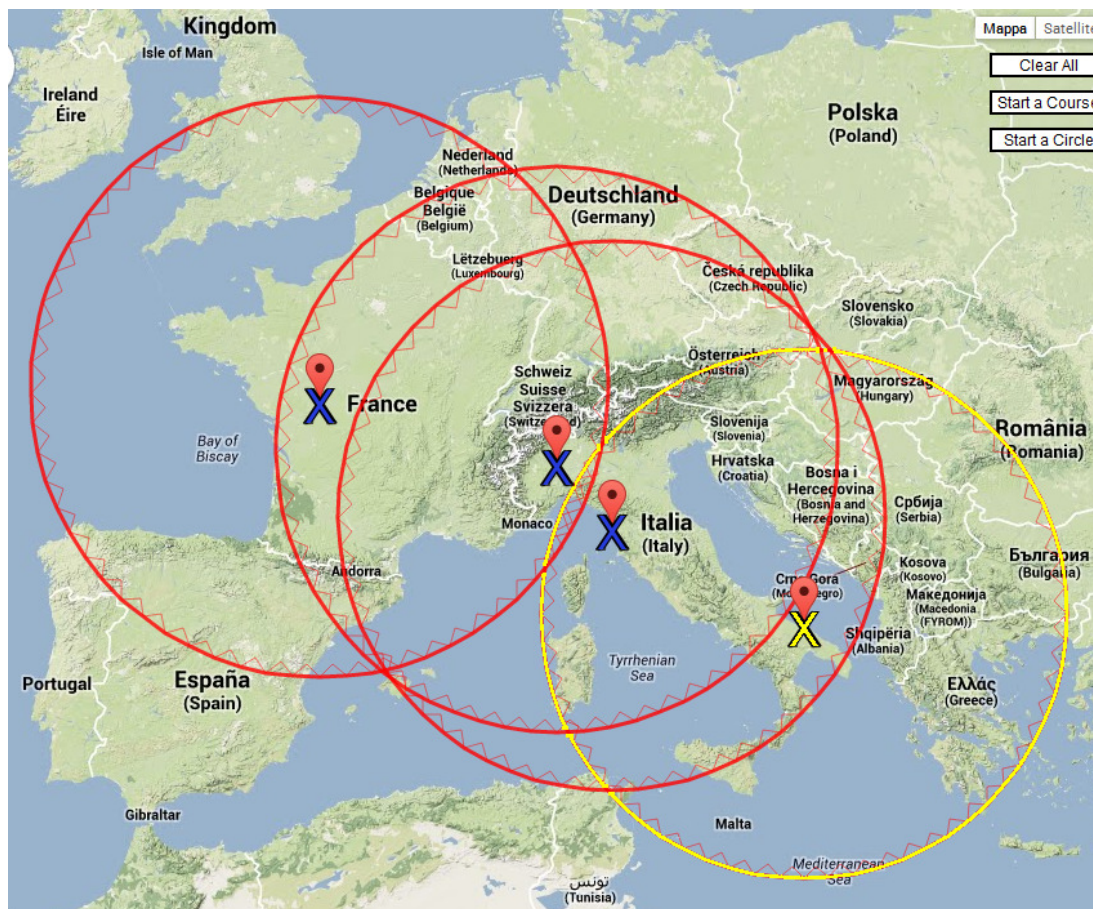 Kingdom
Isle of Man
Ireland
Éire
Mappa
Satellite
Clear All
Start a Course
Start a Circle
Polska
(Poland)
Nederland
(Netherlands)
Deutschland
(Germany)
Belgique
België
(Belgium)
Lëtzebuerg
(Luxembourg)
Česká republika
(Czech Republic)
Slovensko
(Slovakia)
Österreich
(Austria)
Magyarország
(Hungary)
Schweiz
Suisse
Svizzera
(Switzerland)
France
Bay of
Biscay
Slovenija
(Slovenia)
Hrvatska
(Croatia)
România
(Romania)
Bosna i
Hercegovina
(Bosnia and
Herzegovina)
Србија
(Serbia)
Monaco
Italia
(Italy)
Andorra
Crna Gora
(Montenegro)
Kosova
(Kosovo)
България
(Bulgaria)
Македонија
(Macedonia
(FYROM))
Shqipëria
(Albania)
Tyrrhenian
Sea
Portugal
España
(Spain)
Ελλάς
(Greece)
Gibraltar
Malta
Mediterranean
Sea
تونس
(Tunisia)